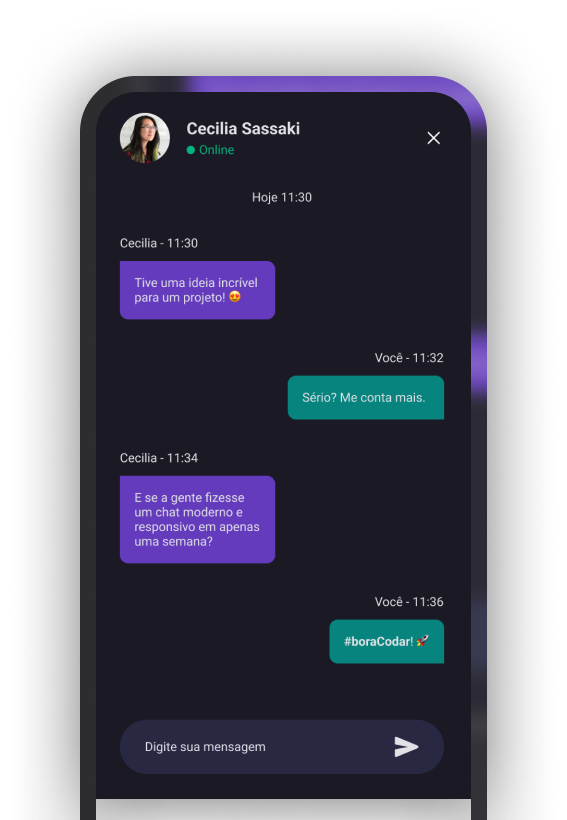 Cecilia Sassaki
Online
Hoje 11:30
Cecilia - 11:30
Tive uma ideia incrível
para um projeto! 😍
Você - 11:32
Sério? Me conta mais.
Cecilia - 11:34
E se a gente fizesse
um chat moderno e
responsivo em apenas
uma semana?
Você - 11:36
#boraCodar! 🚀
Digite sua mensagem